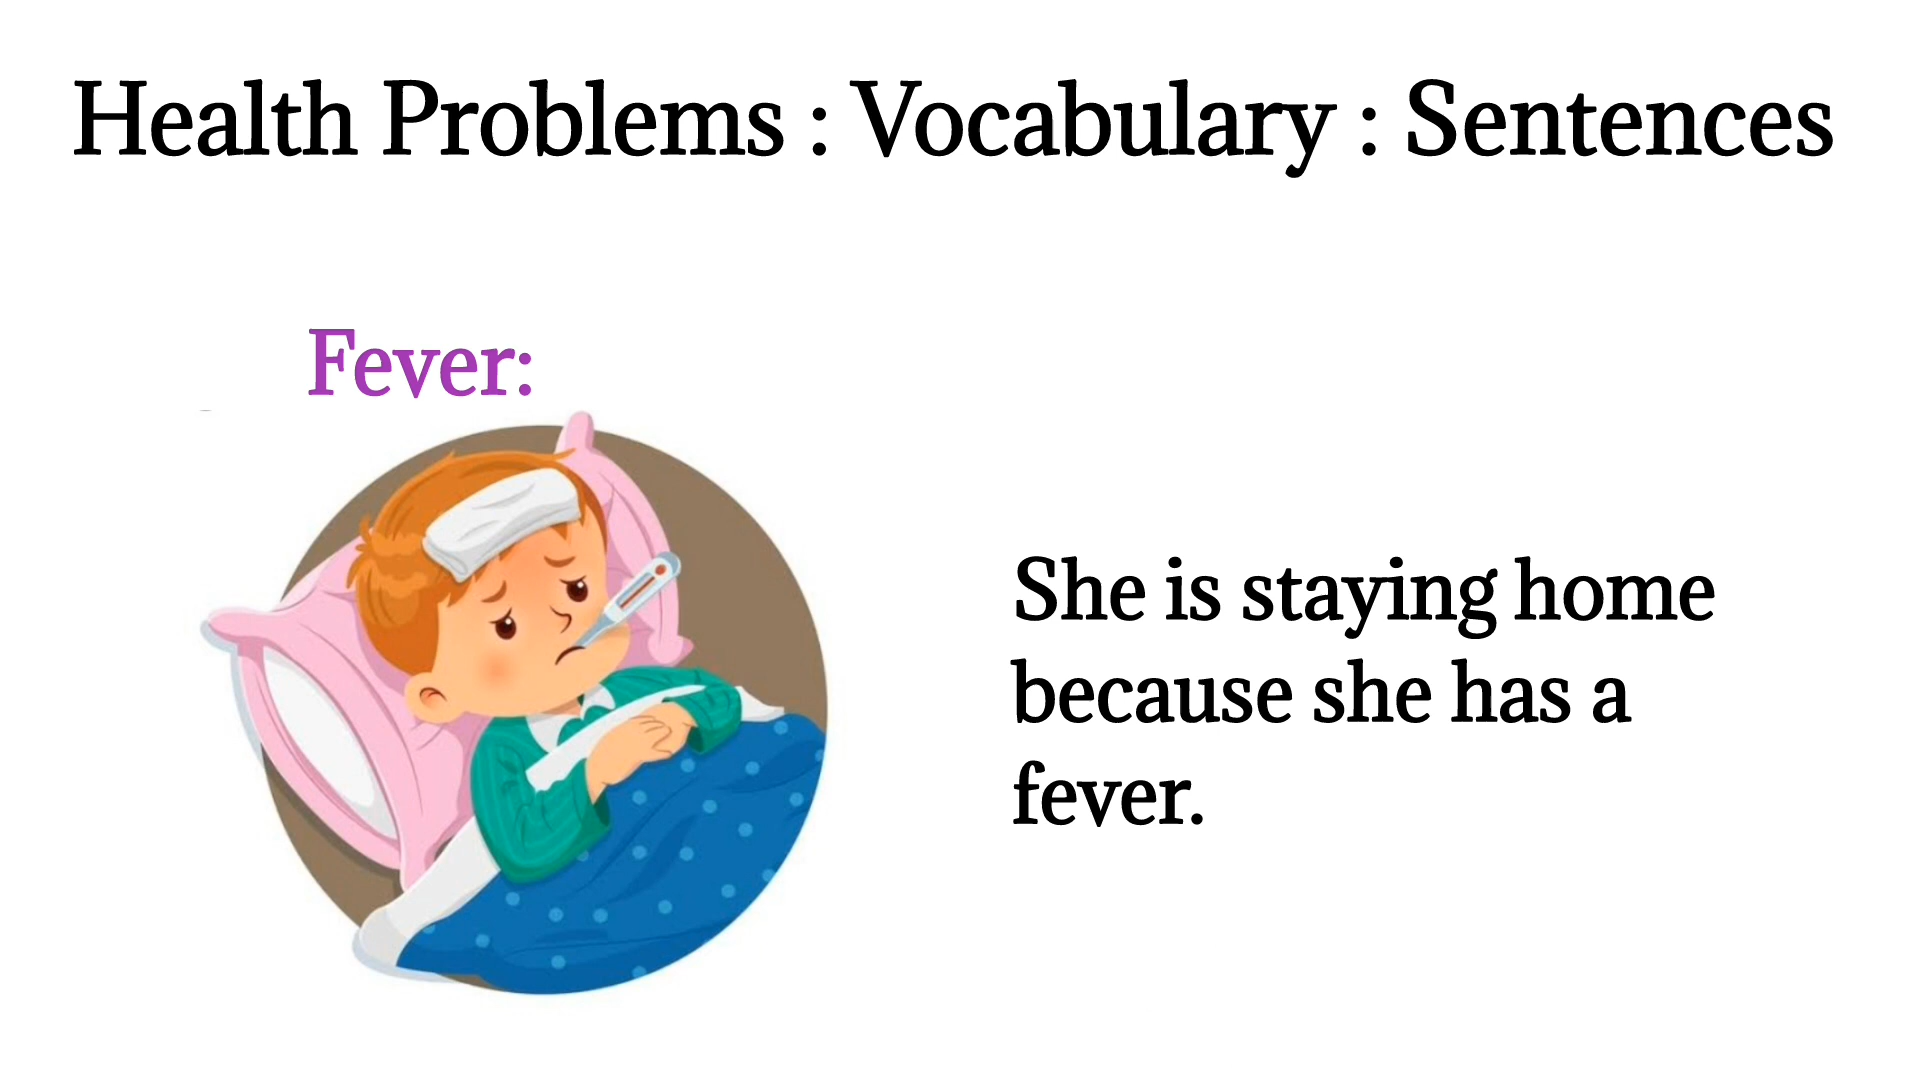 Health Problems : Vocabulary : Sentences
Fever:
She is staying home
because she has a
fever.